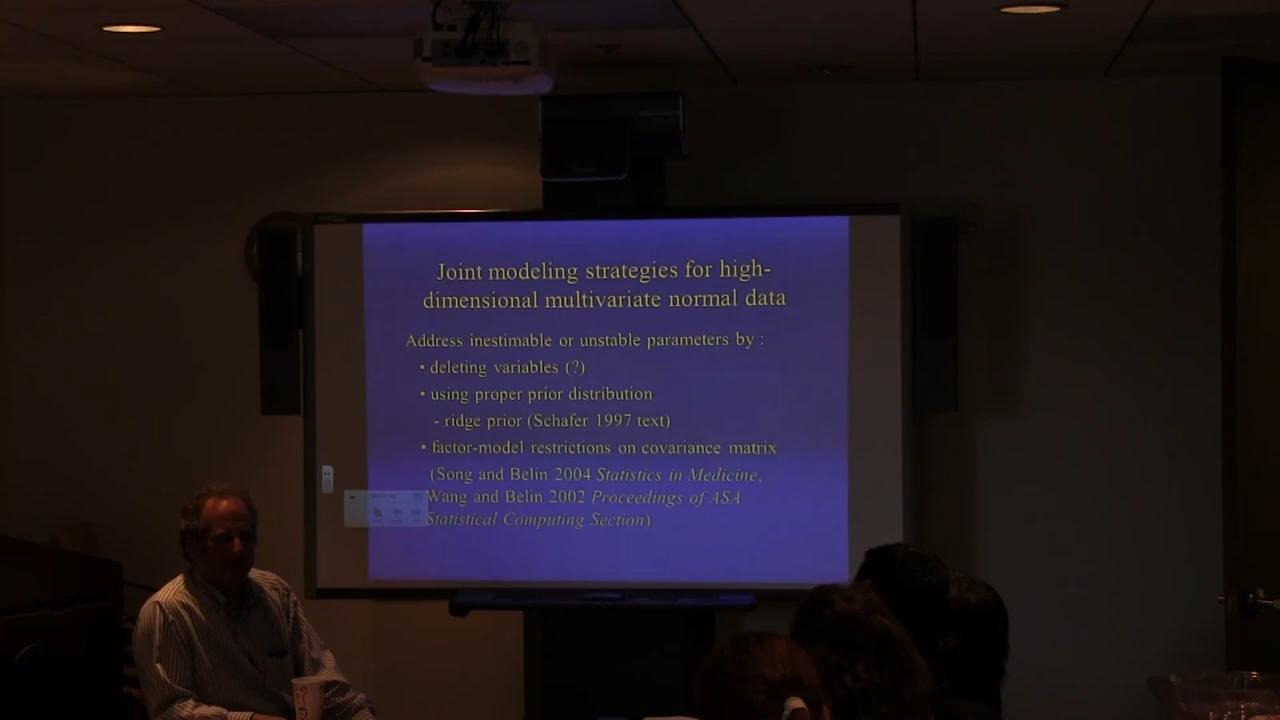 Joint modeling strategies for high-
dimensional multivariate normal data
Address inestimable or unstable parameters by :
• deleting variables (?)
• using proper prior distribution
- ridge prior (Schafer 1997 text)
• factor-model restrictions on covariance matrix
(Song and Belin 2004 Statistics in Medicine,
Wang and Belin 2002 Proceedings of ASA
Statistical Computing Section)